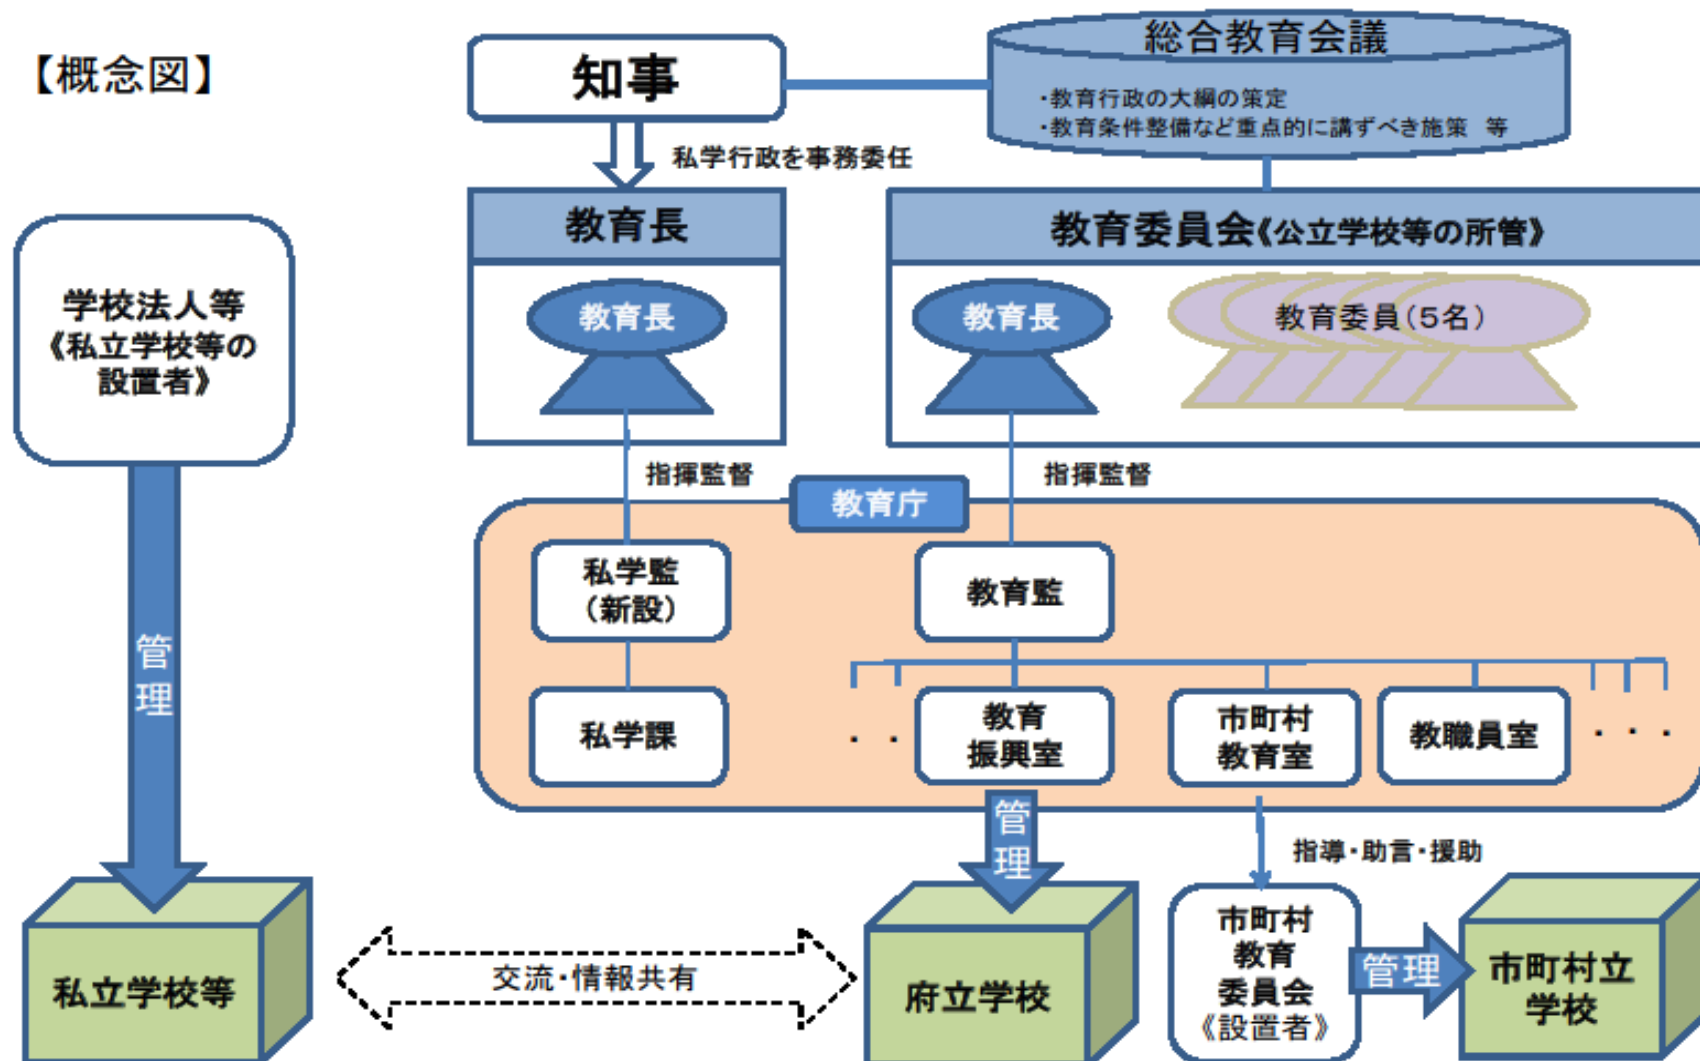 【概念図】
知事
総合教育会議
・教育行政の大綱の策定
・教育条件整備など重点的に講ずべき施策　等
私学行政を事務委任
教育長
教育委員会《公立学校等の所管》
学校法人等
《私立学校等の
設置者》
教育長
教育長
教育委員(5名)
指揮監督
指揮監督
教育庁
私学監
(新設)
教育監
私学課
・・
教育
振興室
市町村
教育室
教職員室
・・・
管理
管理
指導・助言・援助
私立学校等
交流・情報共有
府立学校
市町村
教育
委員会
《設置者》
管理
市町村立
学校